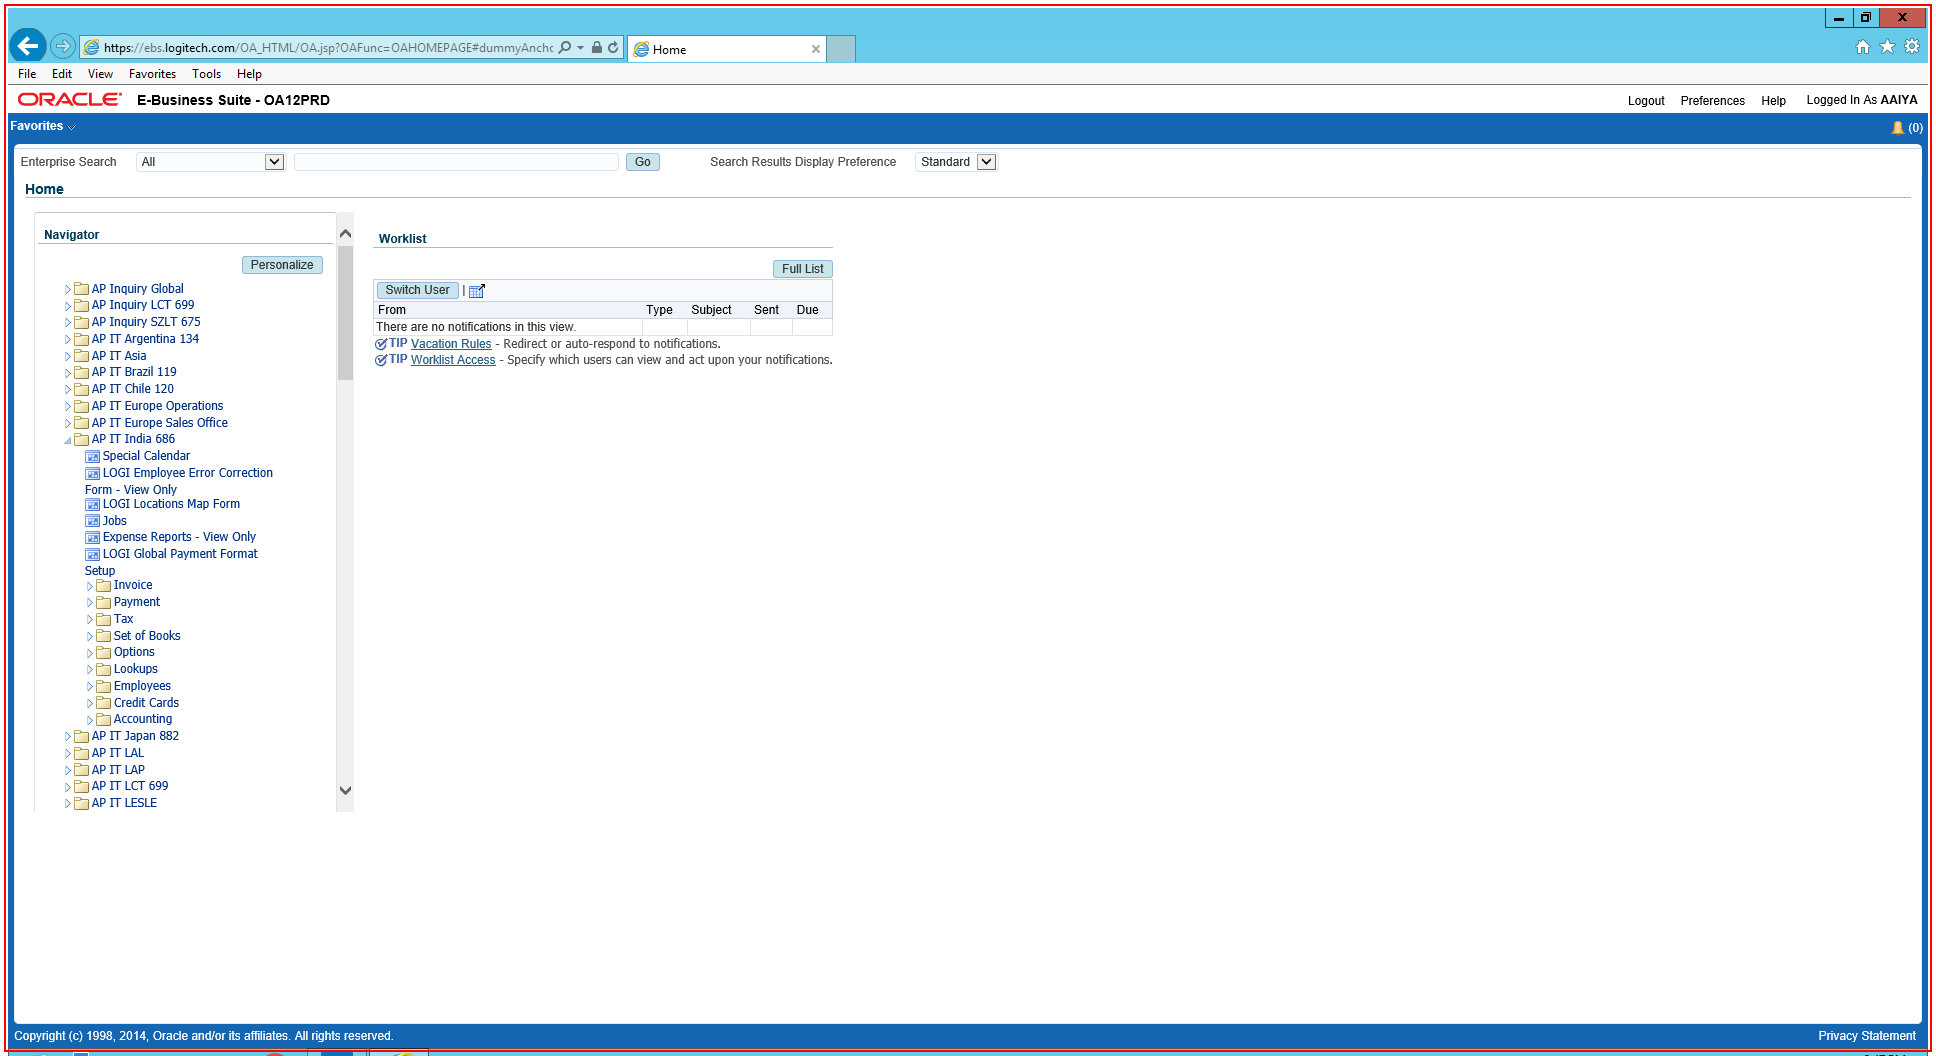 https://ebs.logitech.com/OA_HTML/OA.jsp?OAFunc=OAHOMEPAGE#dummyAncho
Home
File Edit View Favorites Tools Help
ORACLE E-Business Suite - OA12PRD
Logout Preferences Help Logged In As AAIYA
Favorites
(0)
Enterprise Search All Go Search Results Display Preference Standard
Home
Navigator
Personalize
AP Inquiry Global
AP Inquiry LCT 699
AP Inquiry SZLT 675
AP IT Argentina 134
AP IT Asia
AP IT Brazil 119
AP IT Chile 120
AP IT Europe Operations
AP IT Europe Sales Office
AP IT India 686
Special Calendar
LOGI Employee Error Correction
Form - View Only
LOGI Locations Map Form
Jobs
Expense Reports - View Only
LOGI Global Payment Format
Setup
Invoice
Payment
Tax
Set of Books
Options
Lookups
Employees
Credit Cards
Accounting
AP IT Japan 882
AP IT LAL
AP IT LAP
AP IT LCT 699
AP IT LESLE
Worklist
Full List
Switch User |
From Type Subject Sent Due
There are no notifications in this view.
TIP Vacation Rules - Redirect or auto-respond to notifications.
TIP Worklist Access - Specify which users can view and act upon your notifications.
Copyright (c) 1998, 2014, Oracle and/or its affiliates. All rights reserved.
Privacy Statement